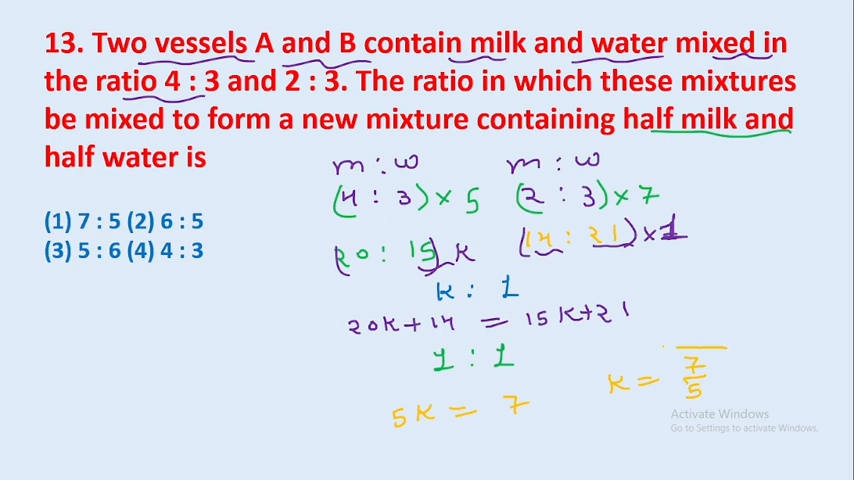 13. Two vessels A and B contain milk and water mixed in
the ratio 4 : 3 and 2 : 3. The ratio in which these mixtures
be mixed to form a new mixture containing half milk and
half water is
m : w m : w
(1) 7 : 5 (2) 6 : 5
(4 : 3) × 5 (2 : 3) × 7
(3) 5 : 6 (4) 4 : 3
(20 : 15) k (14 : 21) × 1
k : 1
20k + 14 = 15k + 21
1 : 1
k = 7/5
5k = 7
Activate Windows
Go to Settings to activate Windows.